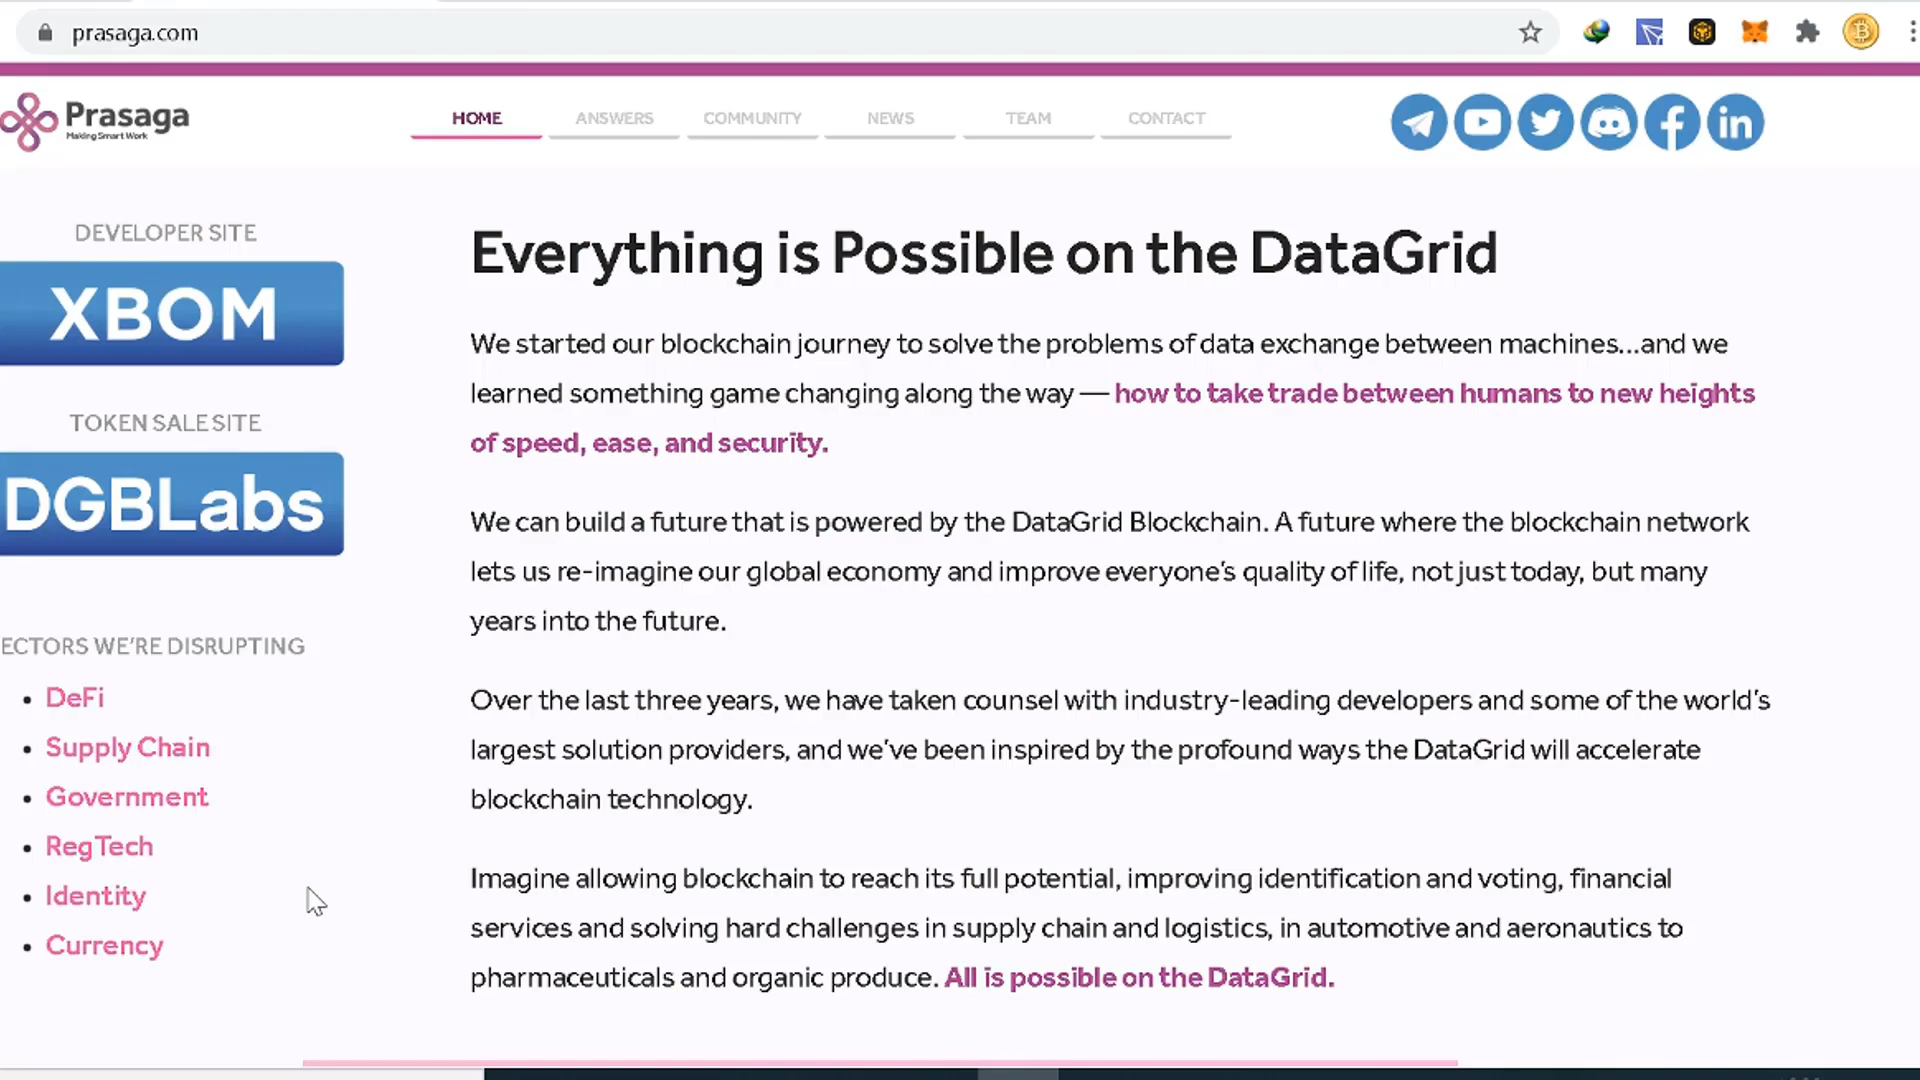 prasaga.com
Prasaga
Making Smart Work
HOME
ANSWERS
COMMUNITY
NEWS
TEAM
CONTACT
DEVELOPER SITE
XBOM
TOKEN SALE SITE
DGBLabs
ECTORS WE'RE DISRUPTING
• DeFi
• Supply Chain
• Government
• RegTech
• Identity
• Currency
Everything is Possible on the DataGrid
We started our blockchain journey to solve the problems of data exchange between machines...and we
learned something game changing along the way — how to take trade between humans to new heights
of speed, ease, and security.
We can build a future that is powered by the DataGrid Blockchain. A future where the blockchain network
lets us re-imagine our global economy and improve everyone's quality of life, not just today, but many
years into the future.
Over the last three years, we have taken counsel with industry-leading developers and some of the world's
largest solution providers, and we've been inspired by the profound ways the DataGrid will accelerate
blockchain technology.
Imagine allowing blockchain to reach its full potential, improving identification and voting, financial
services and solving hard challenges in supply chain and logistics, in automotive and aeronautics to
pharmaceuticals and organic produce. All is possible on the DataGrid.